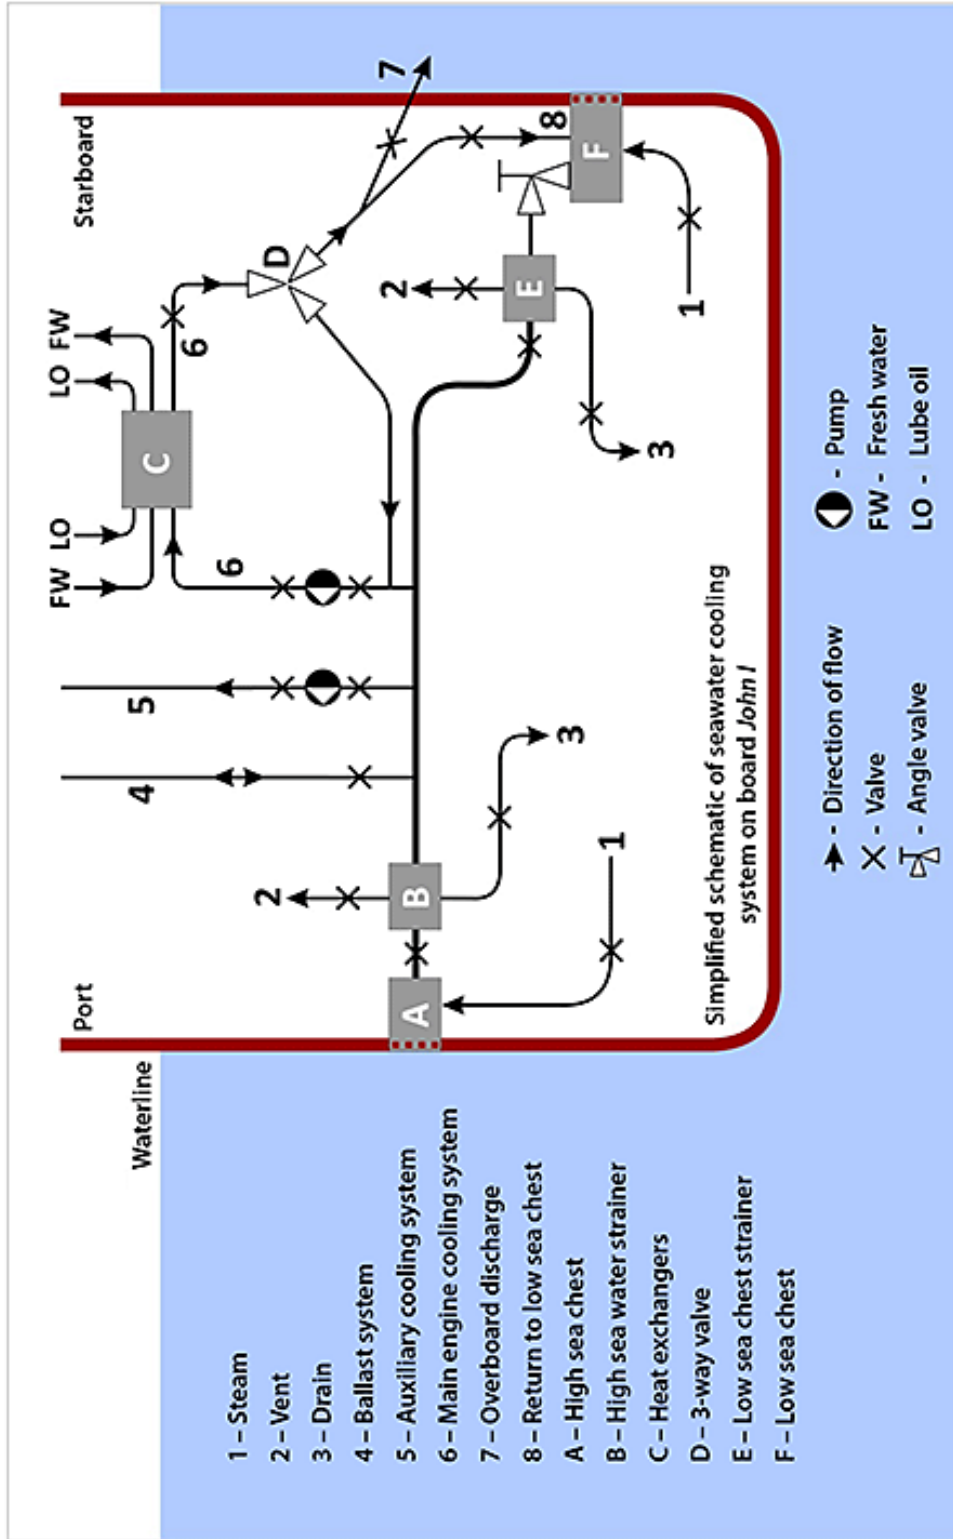 Waterline
Port
Starboard
FW
LO
LO
FW
C
6
6
D
7
8
F
E
2
3
1
5
4
2
B
A
3
1
Simplified schematic of seawater cooling
system on board John I
1 – Steam
2 – Vent
3 – Drain
4 – Ballast system
5 – Auxiliary cooling system
6 – Main engine cooling system
7 – Overboard discharge
8 – Return to low sea chest
A – High sea chest
B – High sea water strainer
C – Heat exchangers
D – 3-way valve
E – Low sea chest strainer
F – Low sea chest
- Direction of flow
- Valve
- Angle valve
- Pump
FW - Fresh water
LO - Lube oil